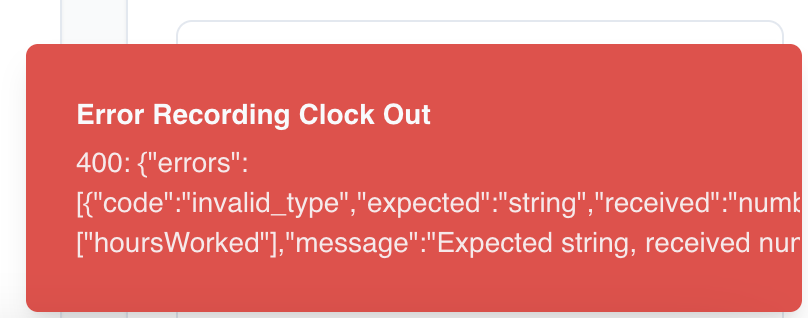 Error Recording Clock Out
400: {"errors":
[{"code":"invalid_type","expected":"string","received":"numb
["hoursWorked"],"message":"Expected string, received nur